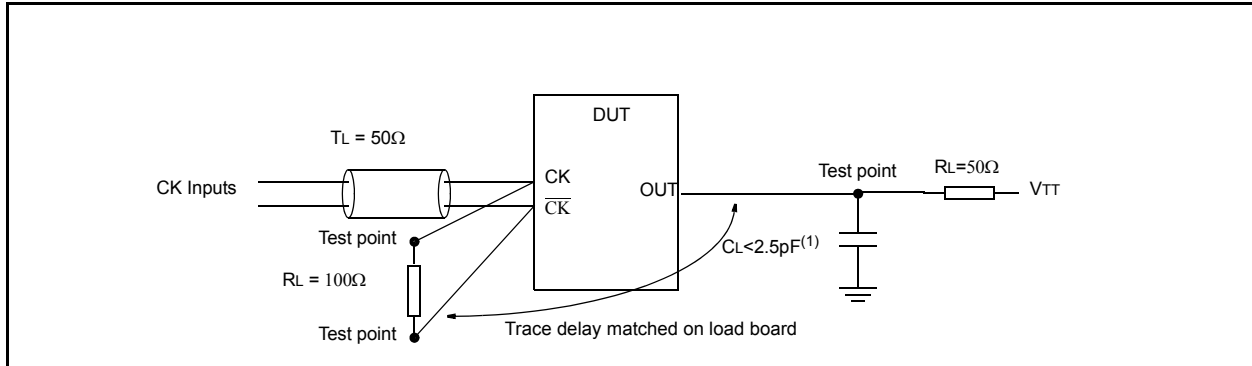 DUT
TL = 50Ω
CK Inputs
CK
C̅K̅
OUT
Test point
RL=50Ω
VTT
CL<2.5pF(1)
Test point
RL = 100Ω
Test point
Trace delay matched on load board